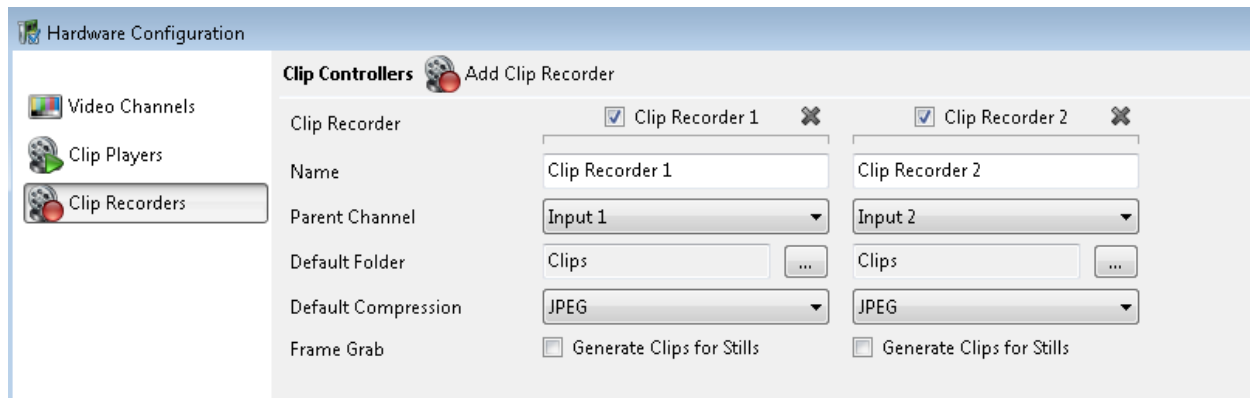 Hardware Configuration
Clip Controllers Add Clip Recorder
Video Channels
Clip Players
Clip Recorders
Clip Recorder Clip Recorder 1 Clip Recorder 2
Name Clip Recorder 1 Clip Recorder 2
Parent Channel Input 1 Input 2
Default Folder Clips ... Clips ...
Default Compression JPEG JPEG
Frame Grab Generate Clips for Stills Generate Clips for Stills